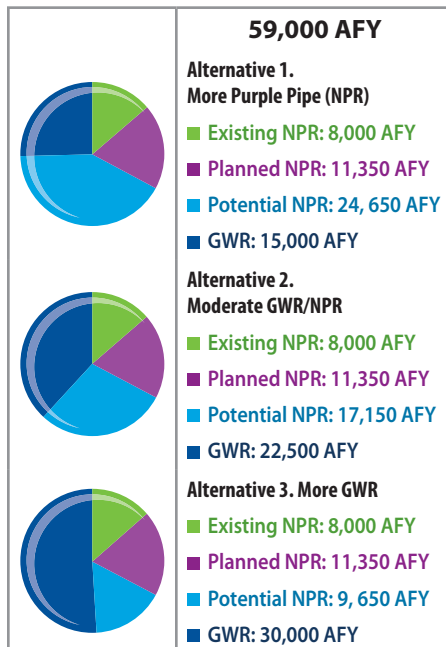 59,000 AFY
Alternative 1.
More Purple Pipe (NPR)
Existing NPR: 8,000 AFY
Planned NPR: 11,350 AFY
Potential NPR: 24, 650 AFY
GWR: 15,000 AFY
Alternative 2.
Moderate GWR/NPR
Existing NPR: 8,000 AFY
Planned NPR: 11,350 AFY
Potential NPR: 17,150 AFY
GWR: 22,500 AFY
Alternative 3. More GWR
Existing NPR: 8,000 AFY
Planned NPR: 11,350 AFY
Potential NPR: 9, 650 AFY
GWR: 30,000 AFY